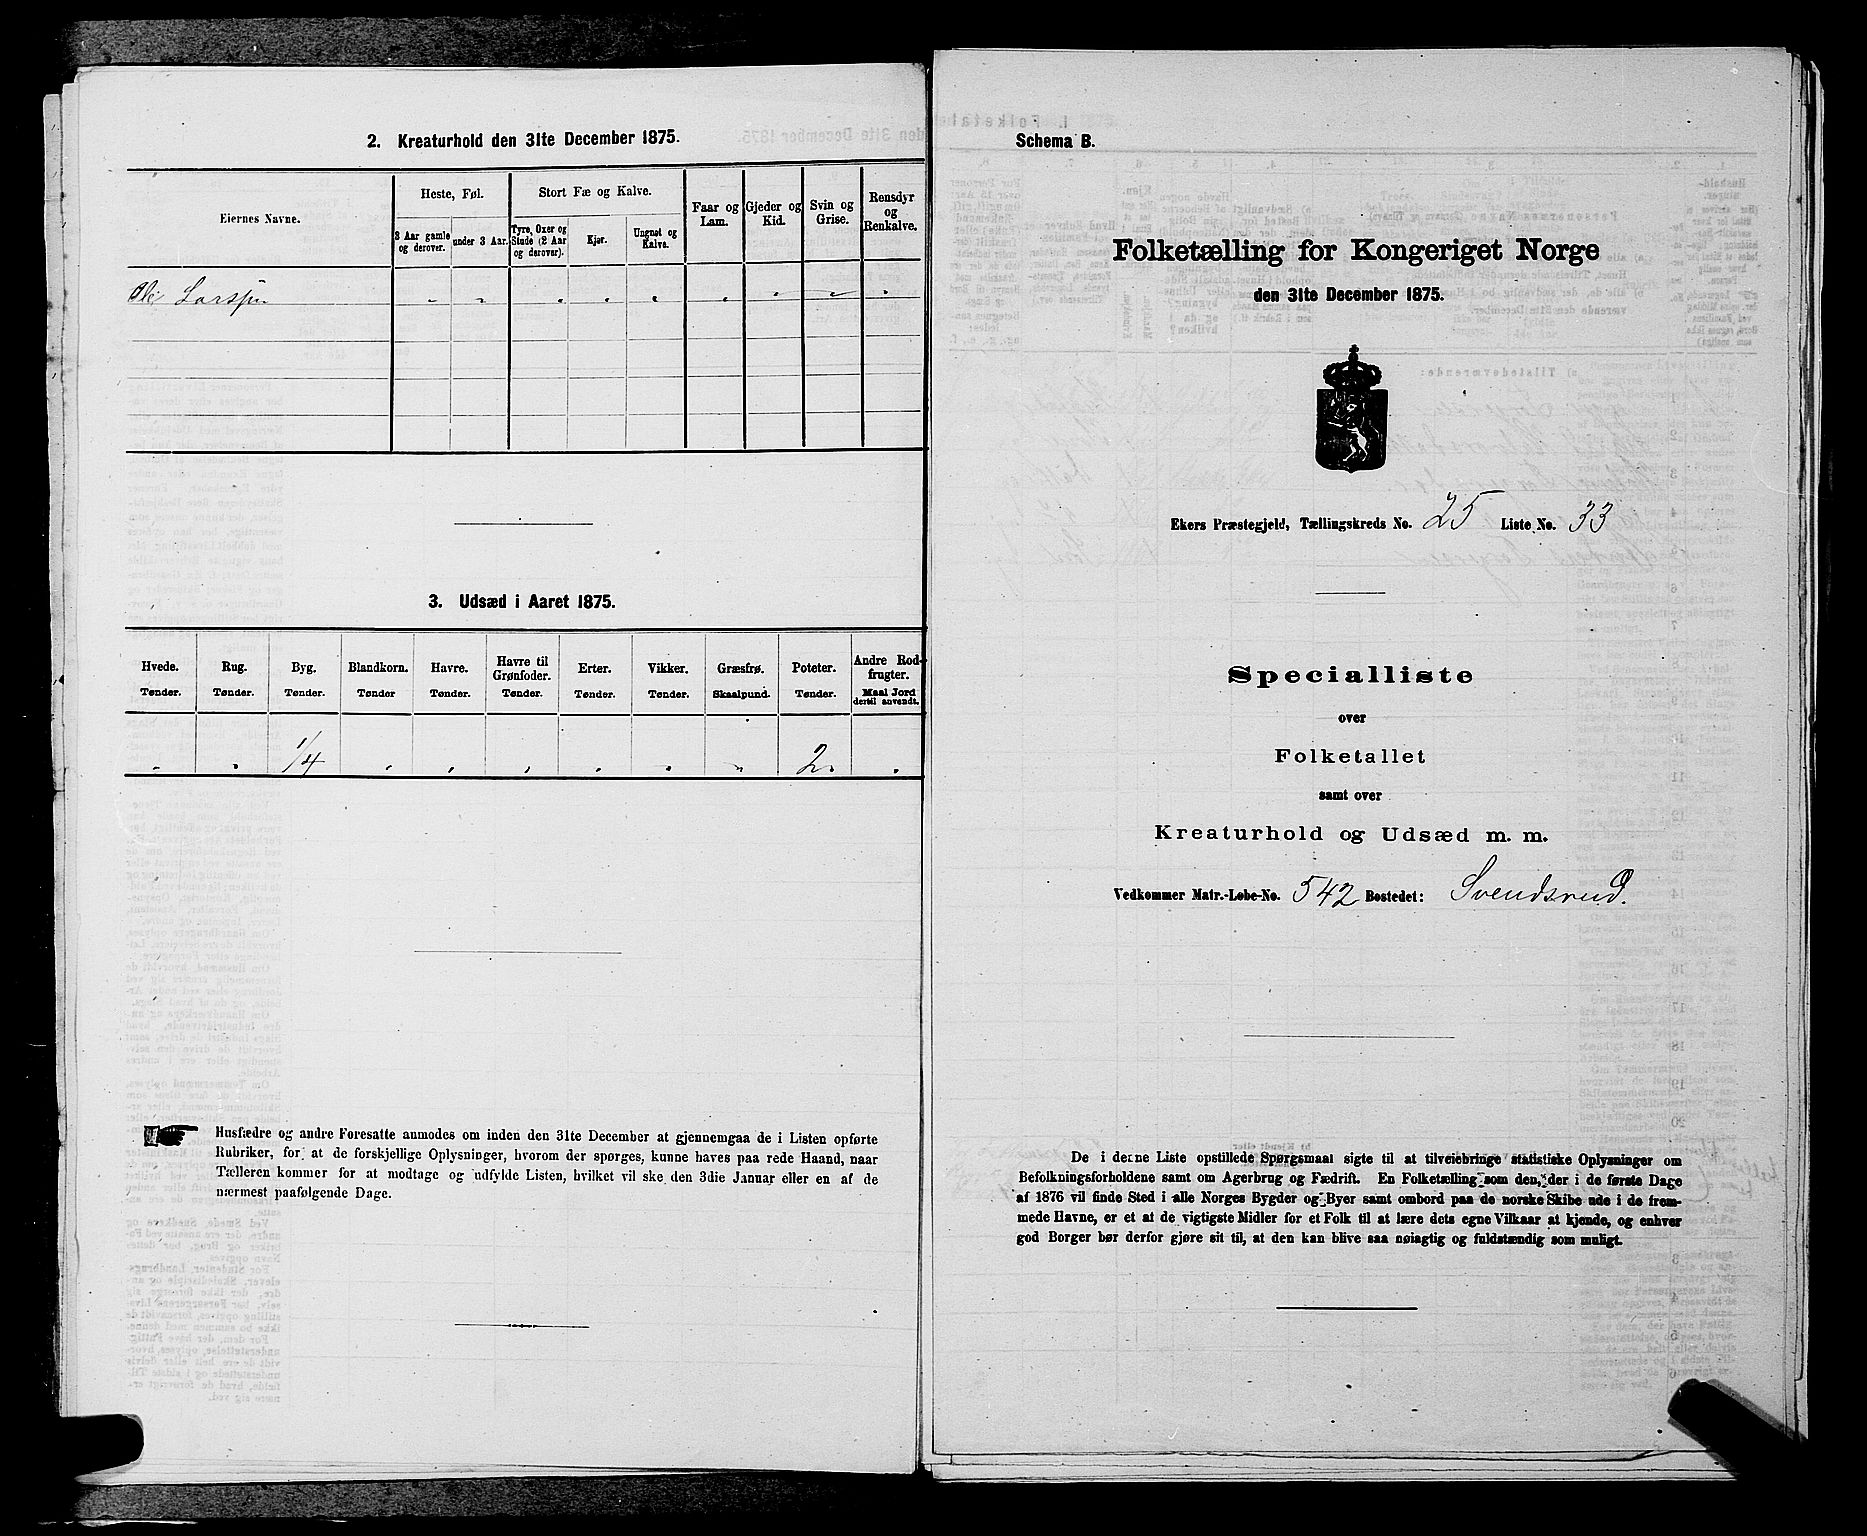 2. Kreaturhold den 31te December 1875.
Eiernes Navne.
Heste, Føl.
3 Aar gamle og derover.
under 3 Aar.
Stort Fæ og Kalve.
Tyre, Oxer og Stude (2 Aar og derover).
Kjør.
Ungnøt og Kalve.
Faar og Lam.
Gjeder og Kid.
Svin og Grise.
Rensdyr og Renkalve.
Ole Larssen " " " " " " " " "
3. Udsæd i Aaret 1875.
Hvede. Rug. Byg. Blandkorn. Havre. Havre til Grønfoder. Erter. Vikker. Græsfrø. Poteter. Andre Rodfrugter.
Tønder. Tønder. Tønder. Tønder Tønder. Tønder. Tønder. Tønder. Skaalpund. Tønder. Maal Jord dertil anvendt.
" " 1/4 " " " " " " 2 "
Husfædre og andre Foresatte anmodes om inden den 31te December at gjennemgaa de i Listen opførte
Rubriker, for at de forskjellige Oplysninger, hvorom der spørges, kunne haves paa rede Haand, naar
Tælleren kommer for at modtage og udfylde Listen, hvilket vil ske den 3die Januar eller en af de
nærmest paafølgende Dage.
Schema B.
Folketælling for Kongeriget Norge
den 31te December 1875.
Ekers Præstegjeld, Tællingskreds No. 25 Liste No. 33
Specialliste
over
Folketallet
samt over
Kreaturhold og Udsæd m. m.
Vedkommer Matr.-Løbe-No. 542 Bostedet: Svendsrud.
De i denne Liste opstillede Spørgsmaal sigte til at tilveiebringe statistiske Oplysninger om
Befolkningsforholdene samt om Agerbrug og Fædrift. En Folketælling som den, der i de første Dage
af 1876 vil finde Sted i alle Norges Bygder og Byer samt ombord paa de norske Skibe ude i de frem-
mede Havne, er et at de vigtigste Midler for et Folk til at lære dets egne Vilkaar at kjende, og enhver
god Borger bør derfor gjøre sit til, at den kan blive saa nøiagtig og fuldstændig som muligt.